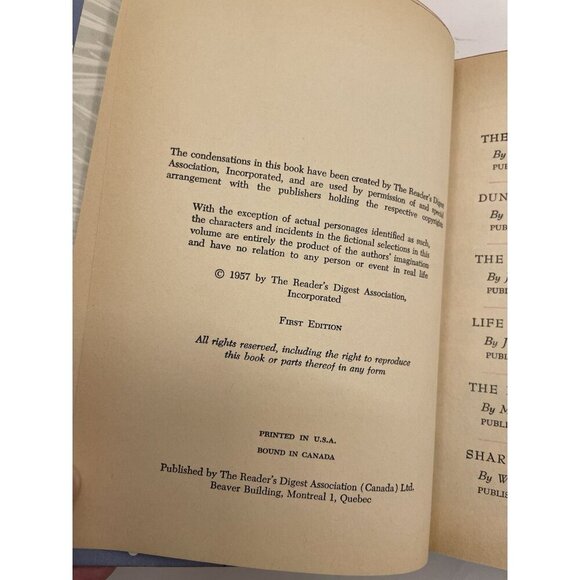 The condensations in this book have been created by The Reader's Digest
Association, Incorporated, and are used by permission of and special
arrangement with the publishers holding the respective copyrights
With the exception of actual personages identified as such,
the characters and incidents in the fictional selections in this
volume are entirely the product of the authors' imagination
and have no relation to any person or event in real life
© 1957 by The Reader's Digest Association,
Incorporated
FIRST EDITION
All rights reserved, including the right to reproduce
this book or parts thereof in any form
PRINTED IN U.S.A.
BOUND IN CANADA
Published by The Reader's Digest Association (Canada) Ltd.
Beaver Building, Montreal 1, Quebec
THE
By
PUB
DUN
By
PUB
THE
By J
PUBL
LIFE
By J
PUBL
THE
By M
PUBLI
SHAR
By W
PUBLIS